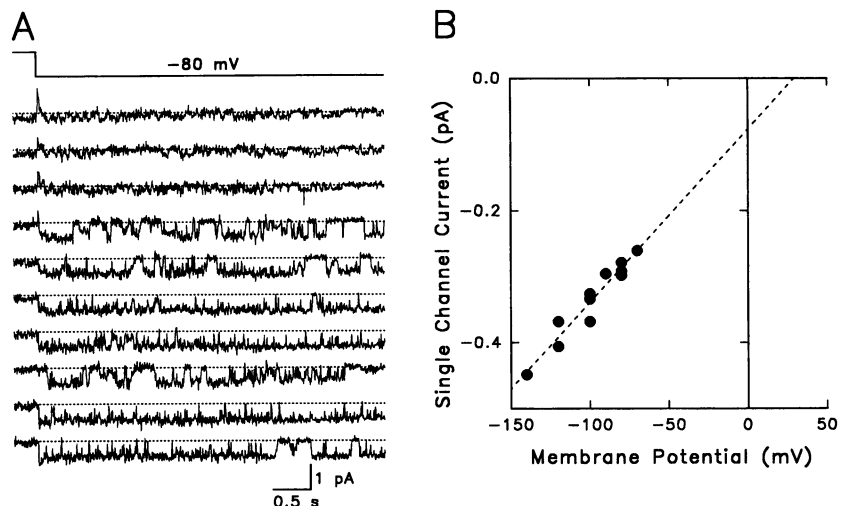 A
-80 mV
1 pA
0.5 s
B
Single Channel Current (pA)
0.0
-0.2
-0.4
-150 -100 -50 0 50
Membrane Potential (mV)